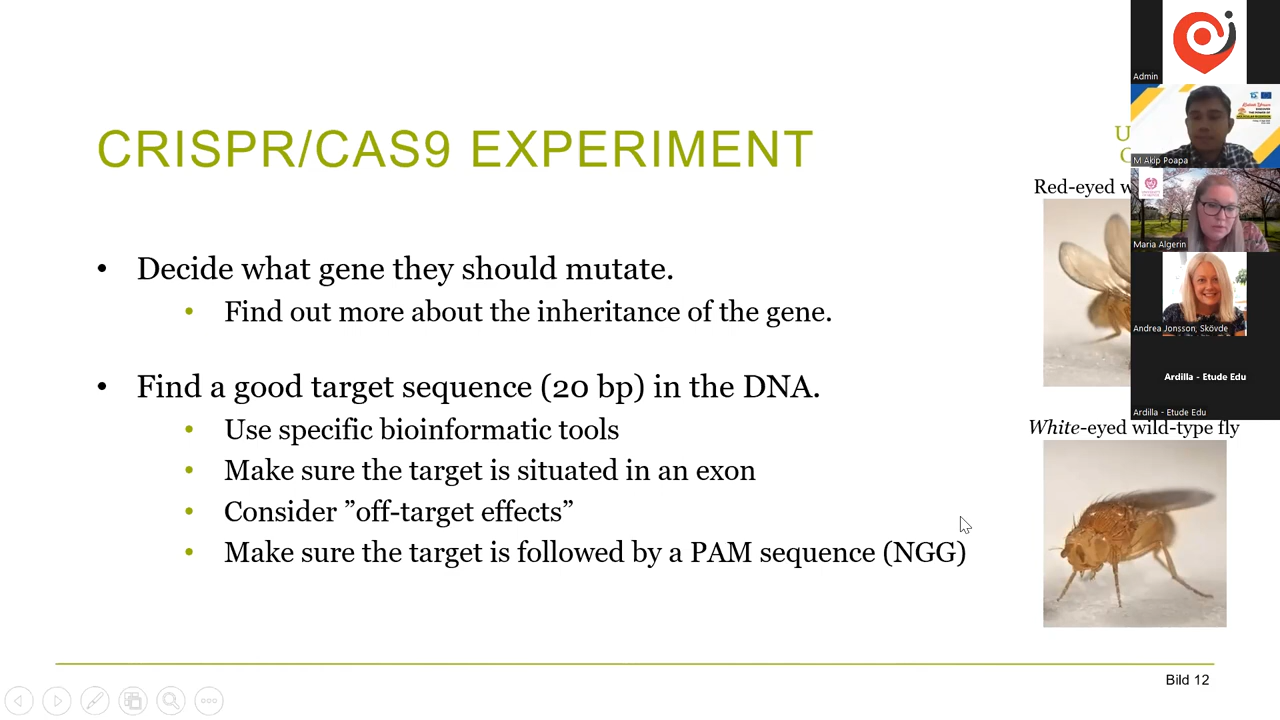 CRISPR/CAS9 EXPERIMENT
• Decide what gene they should mutate.
• Find out more about the inheritance of the gene.
• Find a good target sequence (20 bp) in the DNA.
• Use specific bioinformatic tools
• Make sure the target is situated in an exon
• Consider ”off-target effects”
• Make sure the target is followed by a PAM sequence (NGG)
Red-eyed w
White-eyed wild-type fly
Bild 12
Admin
M Akip Poapa
Maria Algerin
Andrea Jonsson, Skövde
Ardilla - Etude Edu
Ardilla - Etude Edu